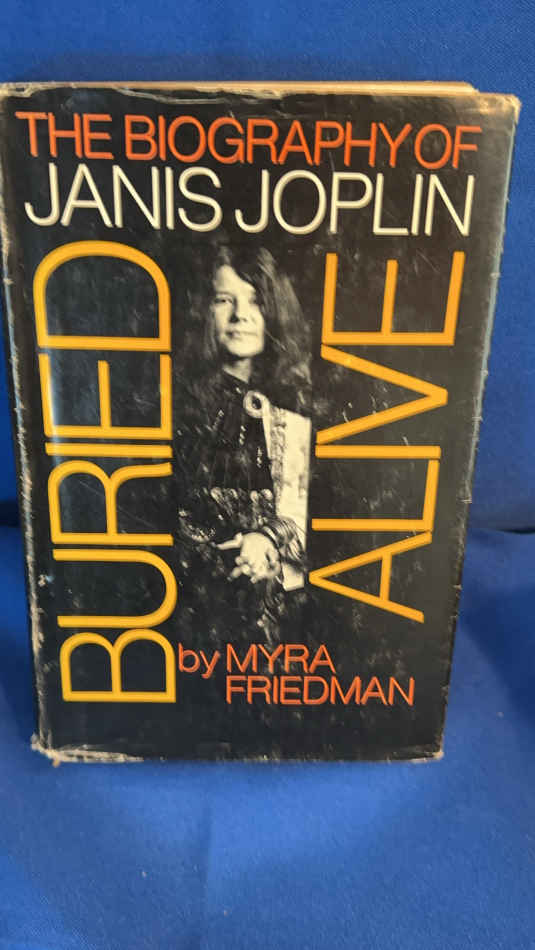 THE BIOGRAPHY OF
JANIS JOPLIN
BURIED
ALIVE
by MYRA
FRIEDMAN